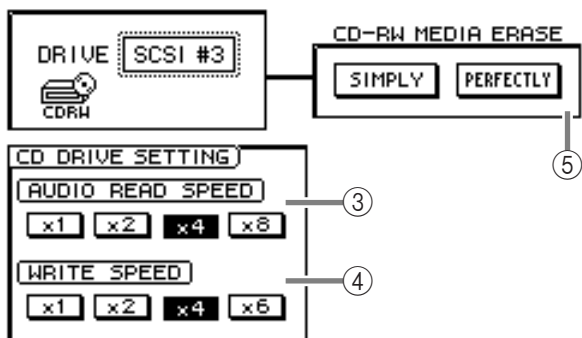 CD-RW MEDIA ERASE
DRIVE SCSI #3
CDRW
SIMPLY PERFECTLY
⑤
CD DRIVE SETTING
AUDIO READ SPEED
③
x1 x2 x4 x8
WRITE SPEED
④
x1 x2 x4 x6